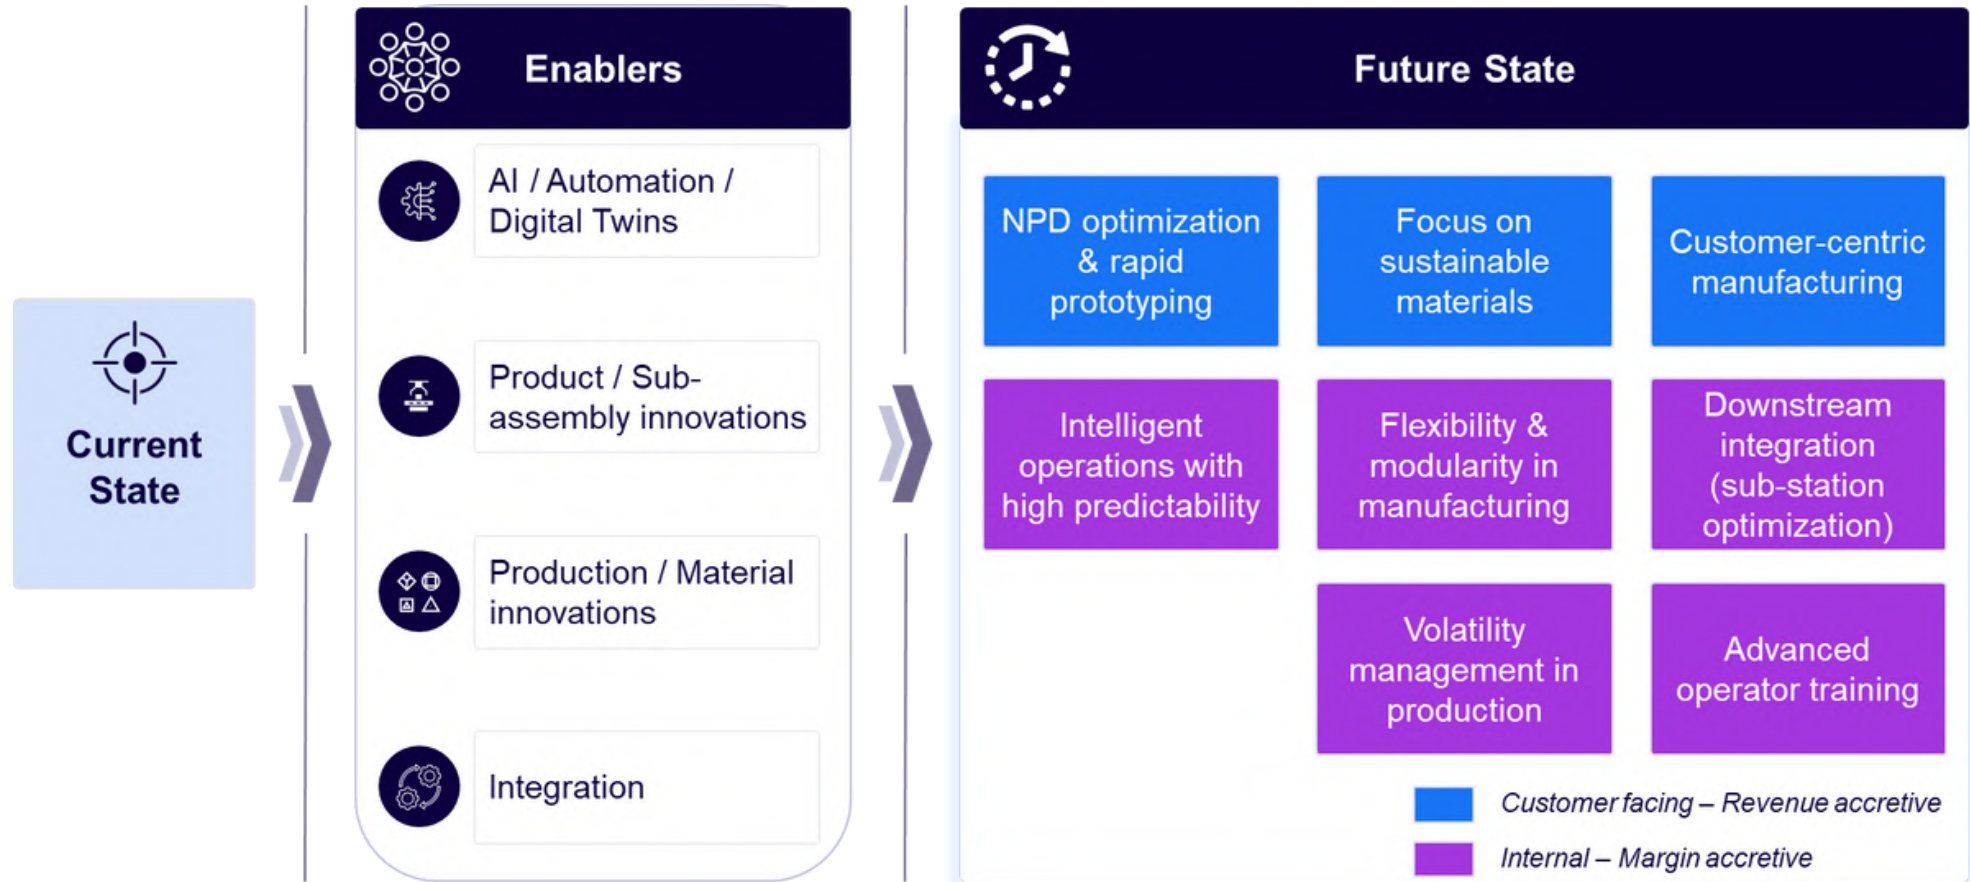 Current
State
Enablers
AI / Automation /
Digital Twins
Product / Sub-
assembly innovations
Production / Material
innovations
Integration
Future State
NPD optimization
& rapid
prototyping
Focus on
sustainable
materials
Customer-centric
manufacturing
Intelligent
operations with
high predictability
Flexibility &
modularity in
manufacturing
Downstream
integration
(sub-station
optimization)
Volatility
management in
production
Advanced
operator training
Customer facing – Revenue accretive
Internal – Margin accretive